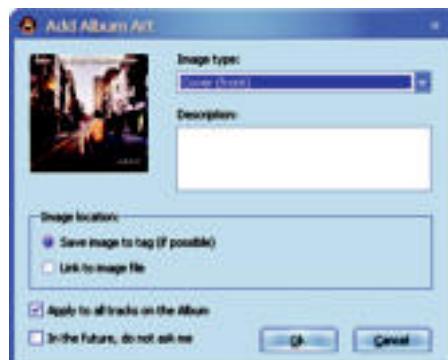 Add Album Art
Image type:
Cover (front)
Description:
Image location:
Save image to tag (if possible)
Link to image file
Apply to all tracks on the Album
In the future, do not ask me
Ok
Cancel